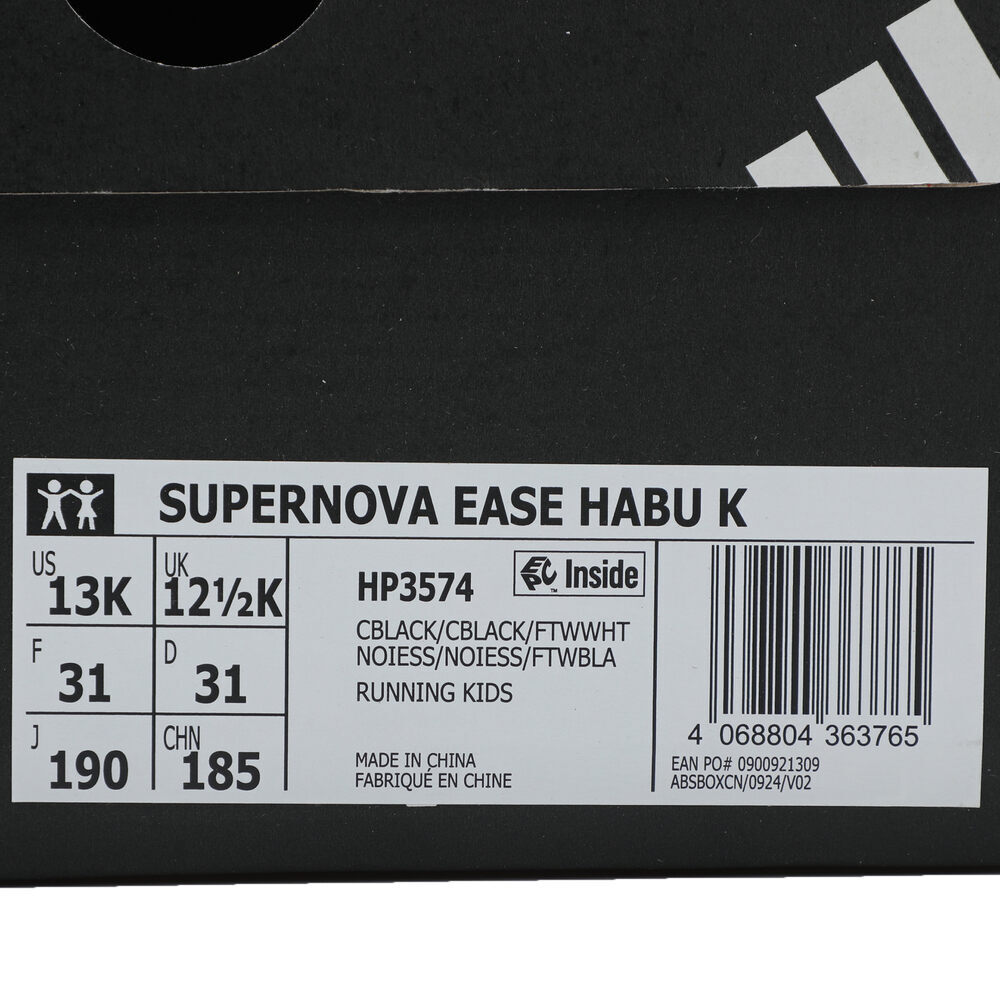 SUPERNOVA EASE HABU K
US
13K
UK
12½K
F
31
D
31
J
190
CHN
185
HP3574
EPC Inside
™
CBLACK/CBLACK/FTWWHT
NOIESS/NOIESS/FTWBLA
RUNNING KIDS
MADE IN CHINA
FABRIQUÉ EN CHINE
4 068804 363765
EAN PO# 0900921309
ABSBOXCN/0924/V02